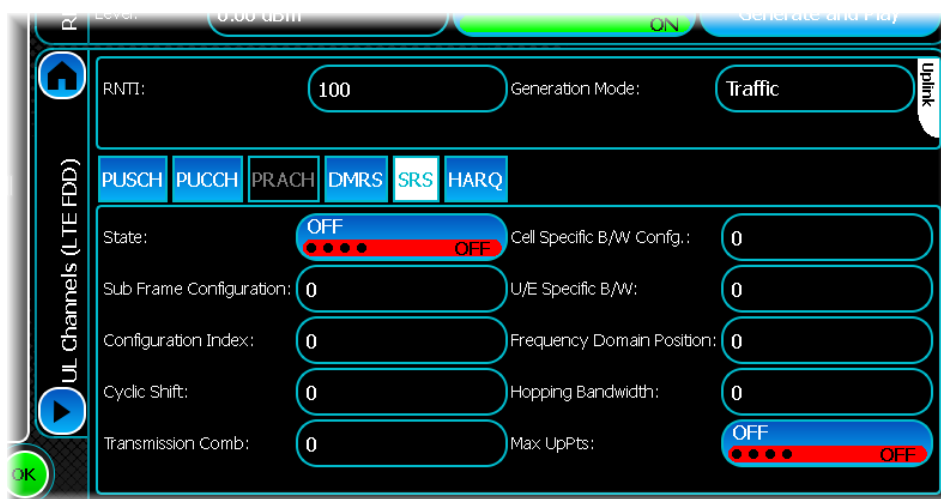 Level: 0.00 dBm ON Generate and Play
RNTI: 100 Generation Mode: Traffic
Uplink
UL Channels (LTE FDD)
PUSCH PUCCH PRACH DMRS SRS HARQ
State: OFF OFF Cell Specific B/W Confg.: 0
Sub Frame Configuration: 0 U/E Specific B/W: 0
Configuration Index: 0 Frequency Domain Position: 0
Cyclic Shift: 0 Hopping Bandwidth: 0
Transmission Comb: 0 Max UpPts: OFF OFF
OK